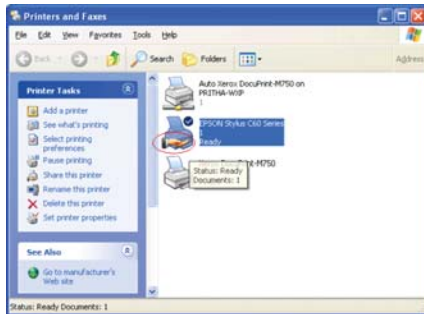 Printers and Faxes
File Edit View Favorites Tools Help
Back Search Folders Address
Printer Tasks
Add a printer
See what's printing
Select printing
preferences
Pause printing
Share this printer
Rename this printer
Delete this printer
Set printer properties
See Also
Go to manufacturer's
Web site
Auto Xerox DocuPrint-M750 on
PRITHA-WXP
1
EPSON Stylus C60 Series
1
Ready
Status: Ready
Documents: 1
Status: Ready Documents: 1